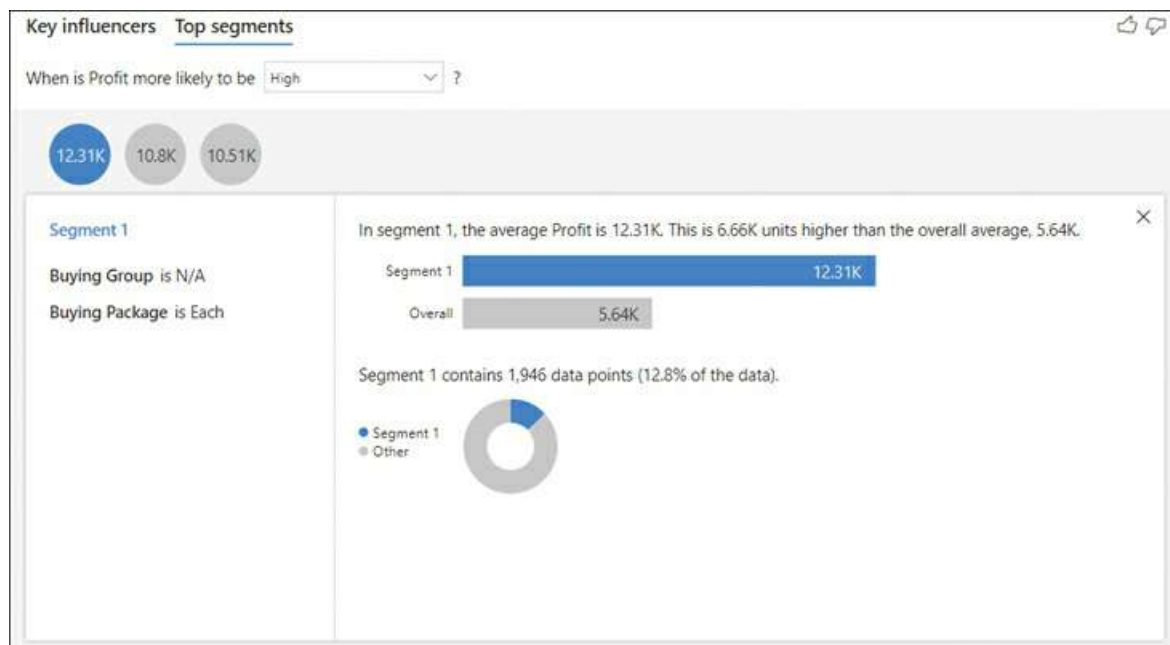 Key influencers Top segments
When is Profit more likely to be High ?
12.31K 10.8K 10.51K
Segment 1
Buying Group is N/A
Buying Package is Each
In segment 1, the average Profit is 12.31K. This is 6.66K units higher than the overall average, 5.64K.
Segment 1 12.31K
Overall 5.64K
Segment 1 contains 1,946 data points (12.8% of the data).
Segment 1
Other